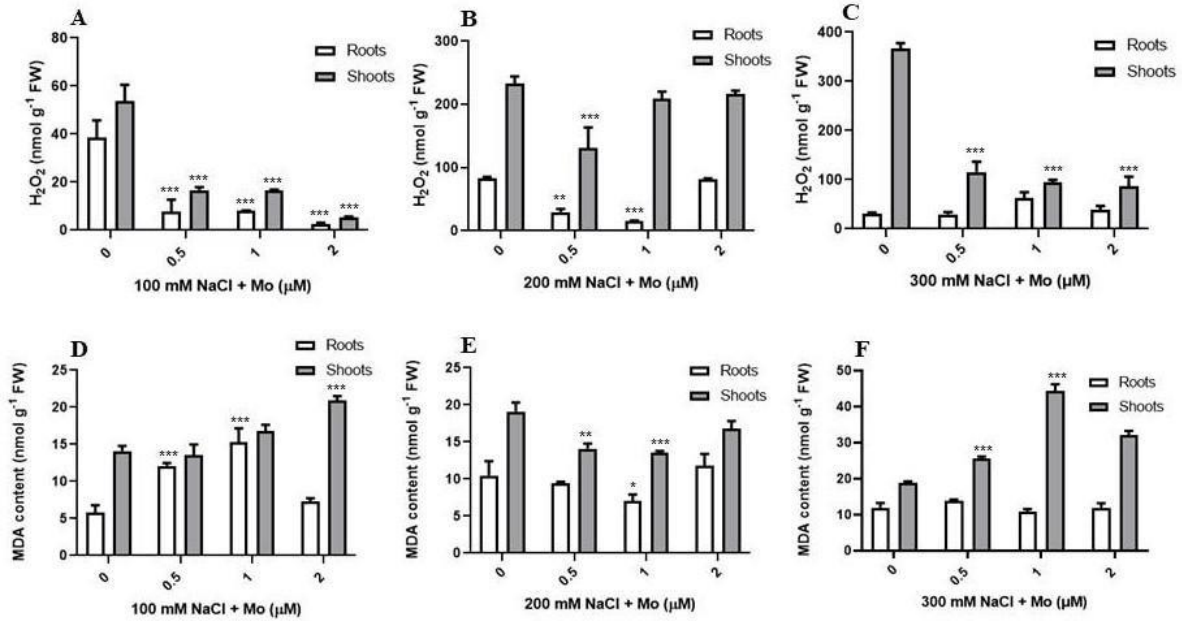 A
H₂O₂ (nmol g⁻¹ FW)
80
60
40
20
0
Roots
Shoots
*** *** *** *** *** ***
0 0.5 1 2
100 mM NaCl + Mo (μM)
B
H₂O₂ (nmol g⁻¹ FW)
300
200
100
0
Roots
Shoots
** *** ***
0 0.5 1 2
200 mM NaCl + Mo (μM)
C
H₂O₂ (nmol g⁻¹ FW)
400
300
200
100
0
Roots
Shoots
*** *** ***
0 0.5 1 2
300 mM NaCl + Mo (μM)
D
MDA content (nmol g⁻¹ FW)
25
20
15
10
5
0
Roots
Shoots
*** *** ***
0 0.5 1 2
100 mM NaCl + Mo (μM)
E
MDA content (nmol g⁻¹ FW)
25
20
15
10
5
0
Roots
Shoots
** * ***
0 0.5 1 2
200 mM NaCl + Mo (μM)
F
MDA content (nmol g⁻¹ FW)
50
40
30
20
10
0
Roots
Shoots
*** ***
0 0.5 1 2
300 mM NaCl + Mo (μM)